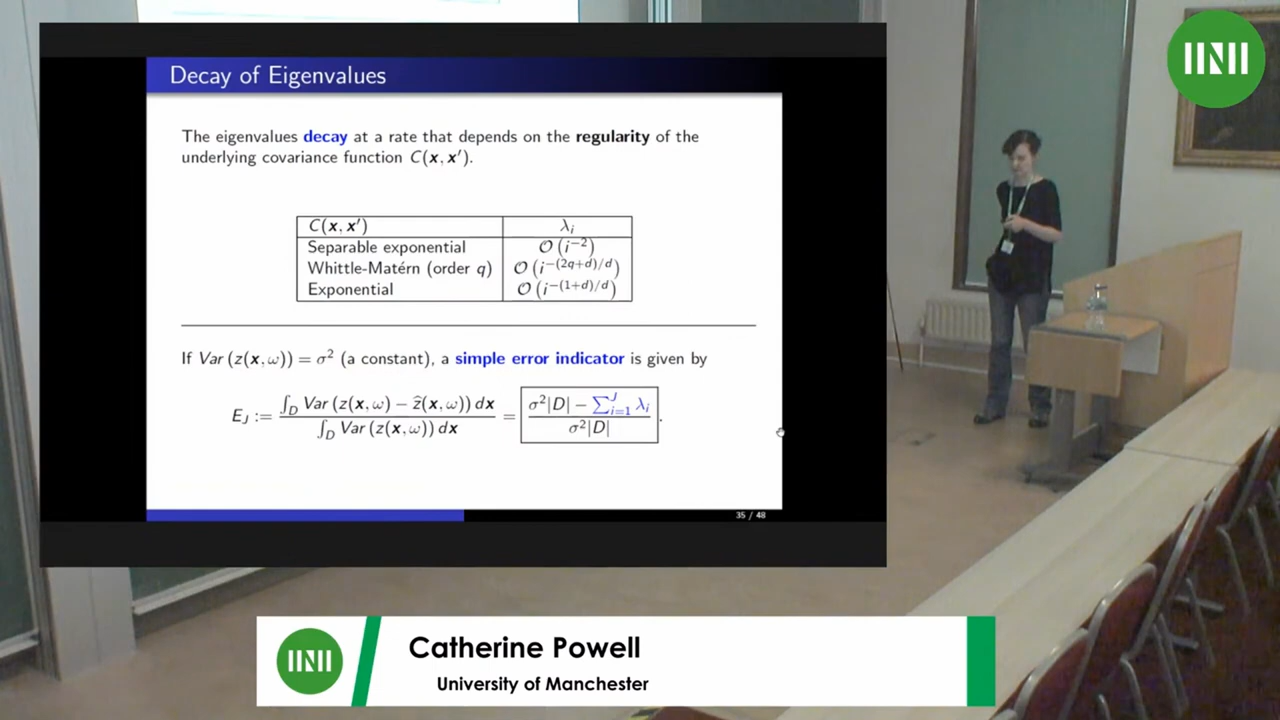 Decay of Eigenvalues
The eigenvalues decay at a rate that depends on the regularity of the
underlying covariance function C(x, x′).
C(x, x′) λᵢ
Separable exponential O (i⁻²)
Whittle-Matérn (order q) O (i^{-(2q+d)/d})
Exponential O (i^{-(1+d)/d})
If Var (z(x, ω)) = σ² (a constant), a simple error indicator is given by
E_J := ∫_D Var (z(x, ω) − ẑ(x, ω)) dx / ∫_D Var (z(x, ω)) dx = σ²|D| − ∑_{i=1}^{J} λᵢ / σ²|D| .
35 / 48
Catherine Powell
University of Manchester